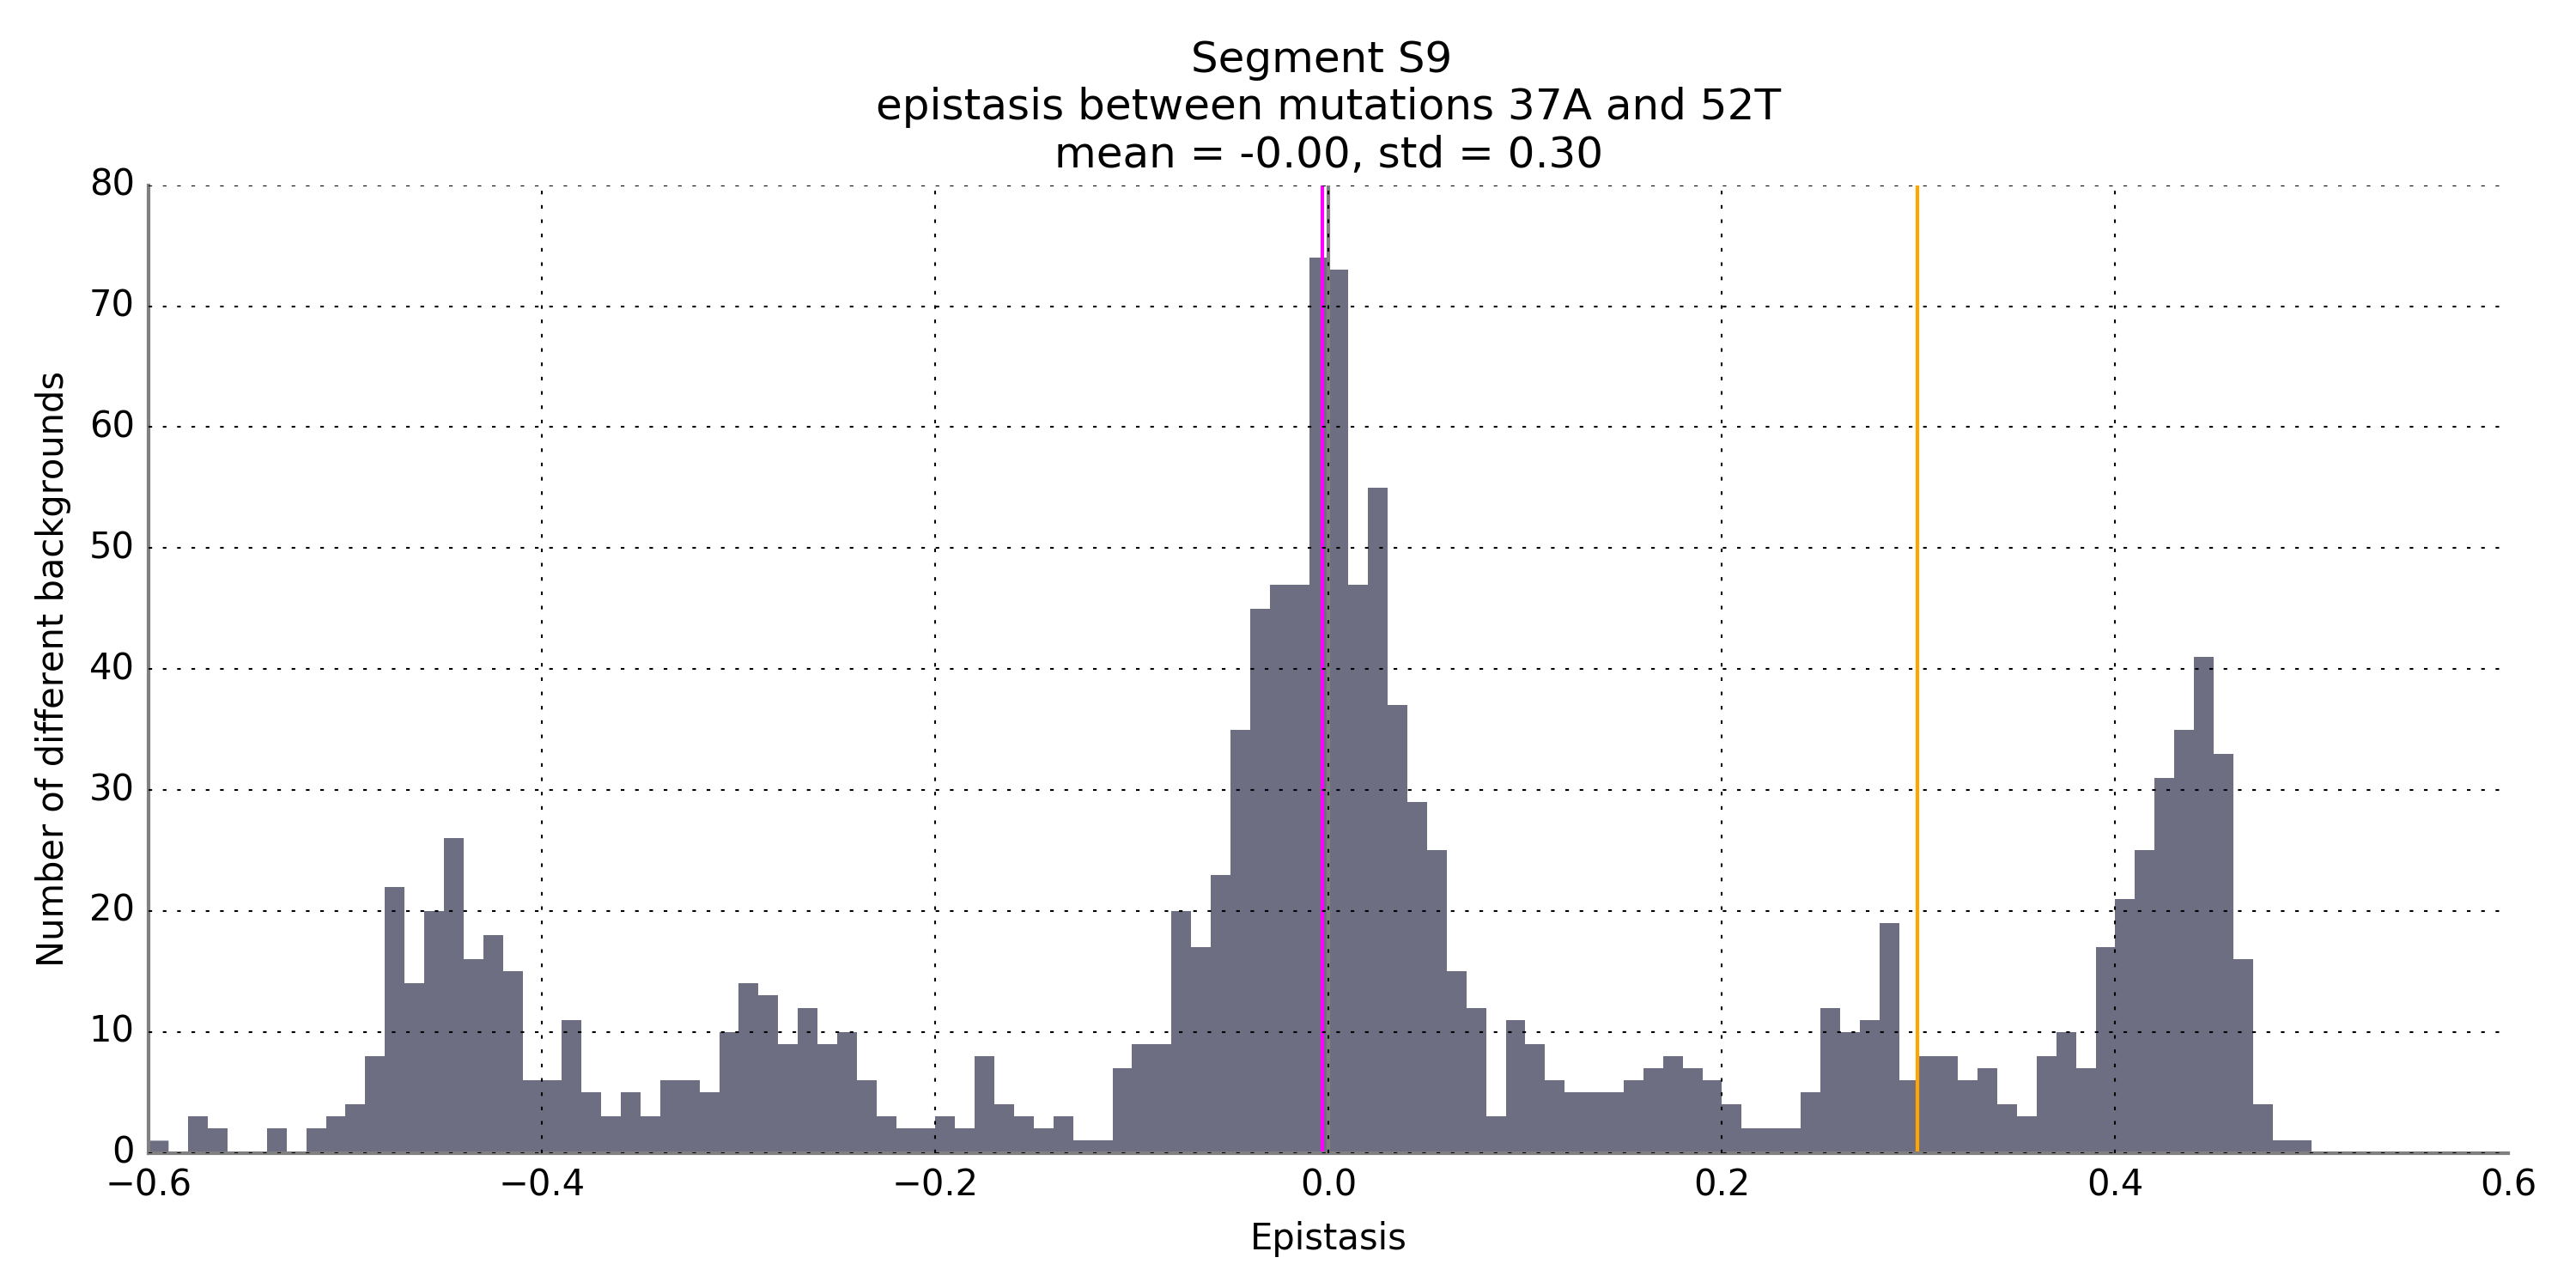 Segment S9
epistasis between mutations 37A and 52T
mean = -0.00, std = 0.30
Number of different backgrounds
80
70
60
50
40
30
20
10
0
−0.6 −0.4 −0.2 0.0 0.2 0.4 0.6
Epistasis